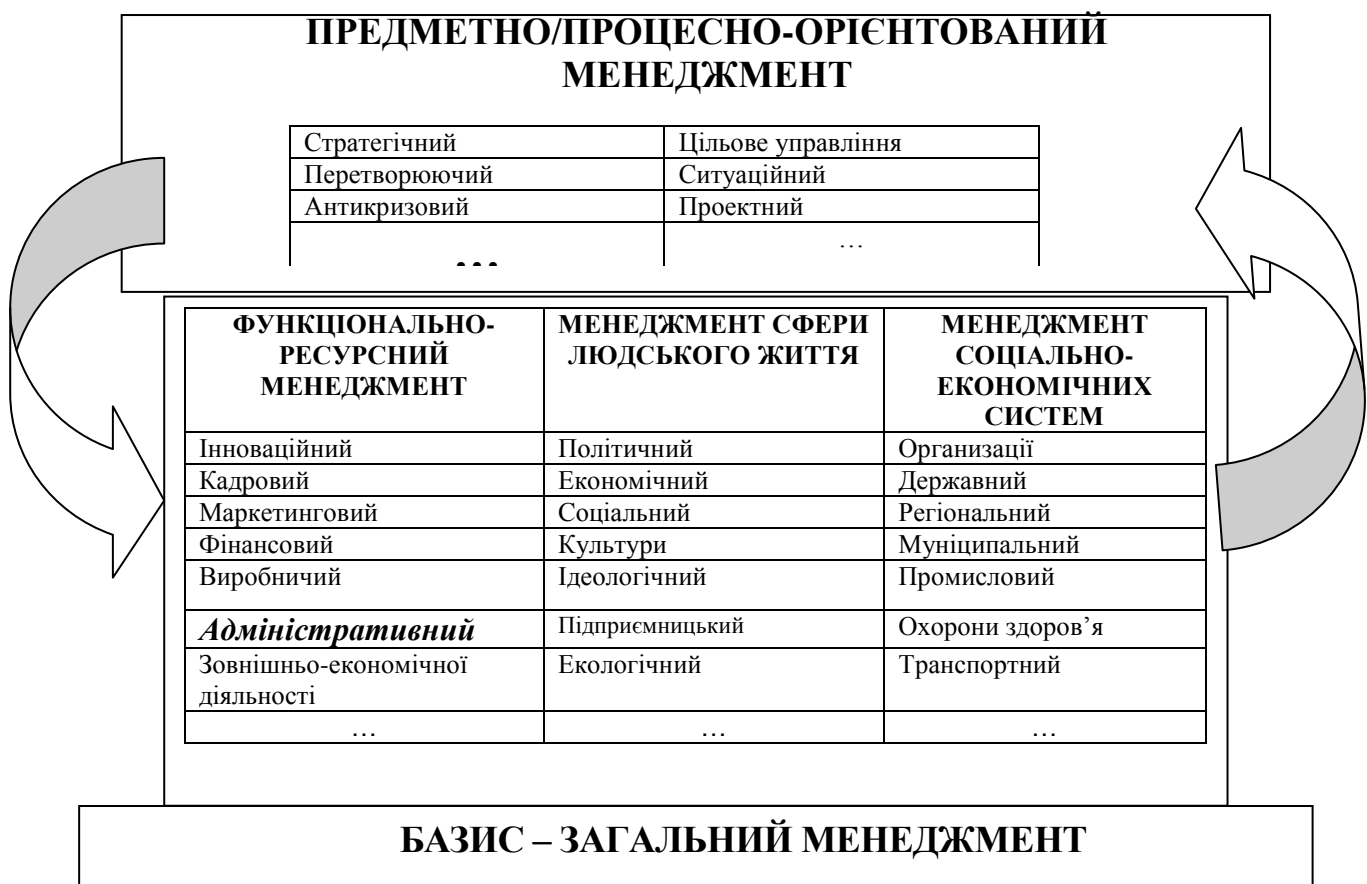 ПРЕДМЕТНО/ПРОЦЕСНО-ОРІЄНТОВАНИЙ
МЕНЕДЖМЕНТ
Стратегічний Цільове управління
Перетворюючий Ситуаційний
Антикризовий Проектний
… …
ФУНКЦІОНАЛЬНО-
РЕСУРСНИЙ
МЕНЕДЖМЕНТ
МЕНЕДЖМЕНТ СФЕРИ
ЛЮДСЬКОГО ЖИТТЯ
МЕНЕДЖМЕНТ
СОЦІАЛЬНО-
ЕКОНОМІЧНИХ
СИСТЕМ
Інноваційний Політичний Организації
Кадровий Економічний Державний
Маркетинговий Соціальний Регіональний
Фінансовий Культури Муніципальний
Виробничий Ідеологічний Промисловий
Адміністративний Підприємницький Охорони здоров’я
Зовнішньо-економічної
діяльності
Екологічний Транспортний
… … …
БАЗИС – ЗАГАЛЬНИЙ МЕНЕДЖМЕНТ